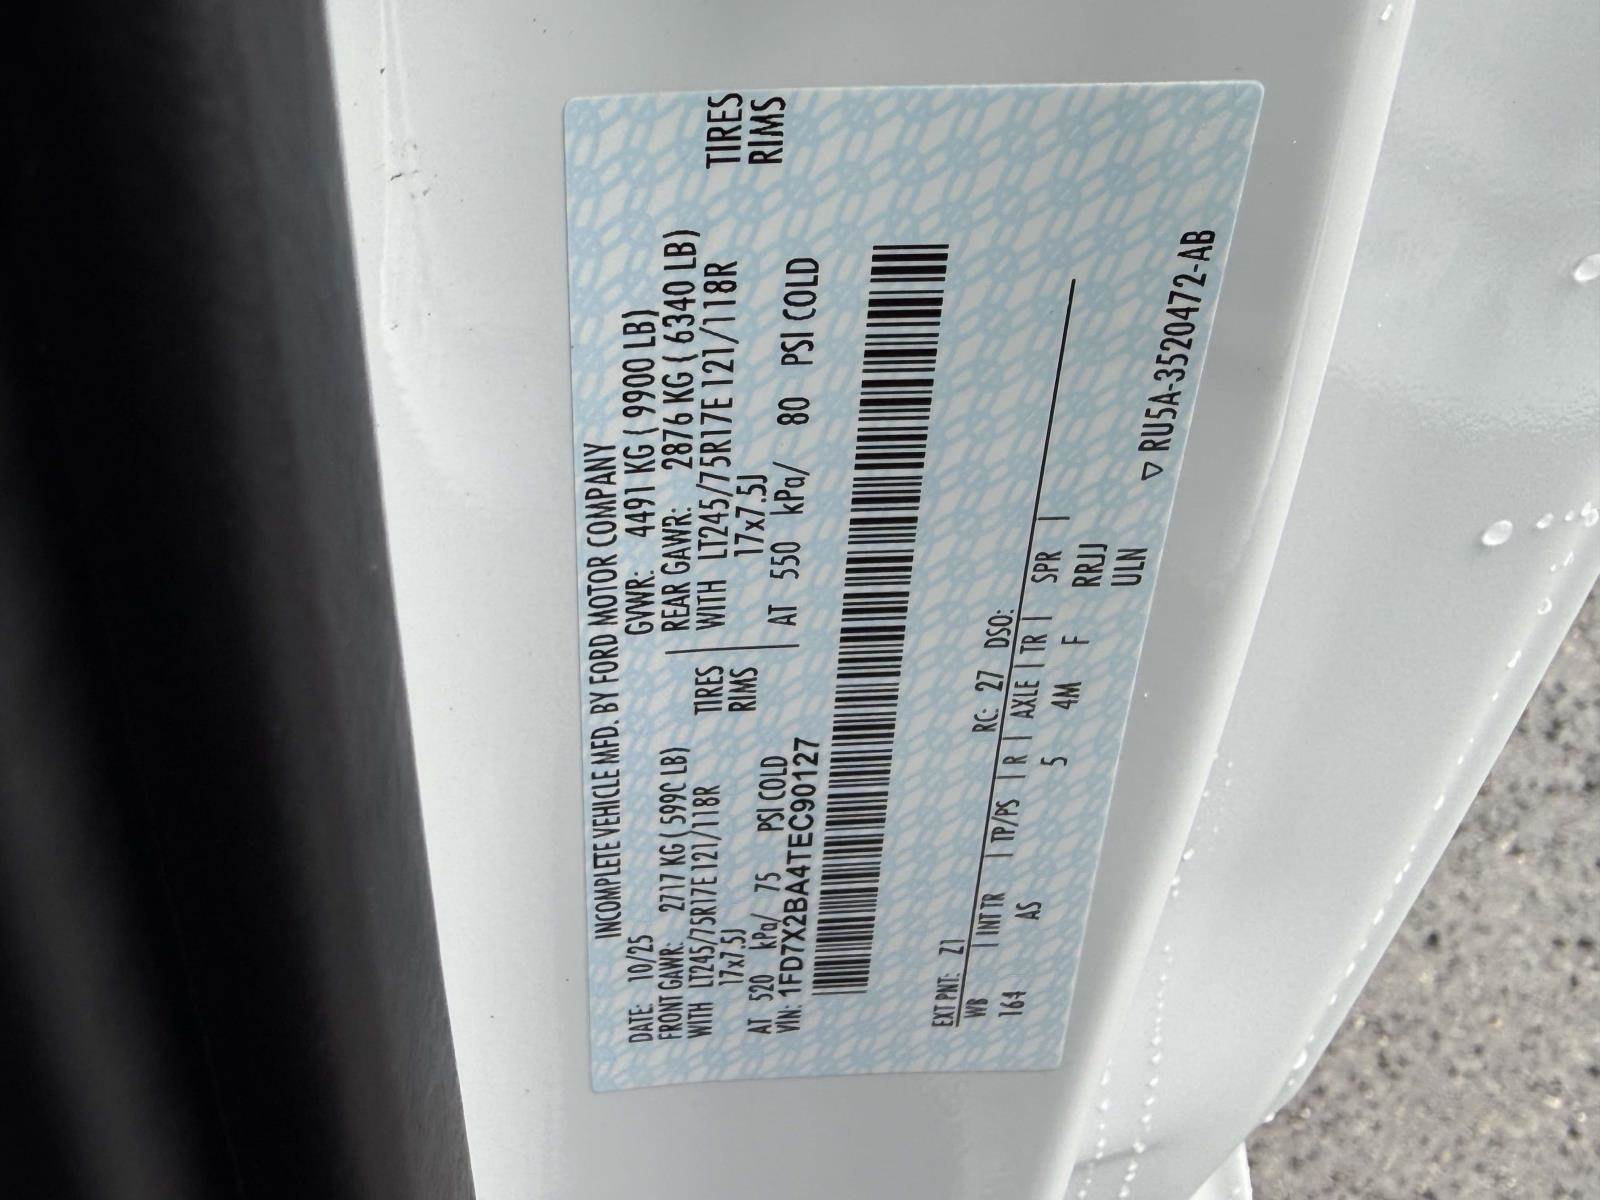 INCOMPLETE VEHICLE MFD. BY FORD MOTOR COMPANY
DATE: 10/25 GVWR: 4491 KG ( 9900 LB)
FRONT GAWR: 2717 KG ( 5990 LB) REAR GAWR: 2876 KG ( 6340 LB)
WITH LT245/75R17E 121/118R TIRES WITH LT245/75R17E 121/118R TIRES
17x7.5J RIMS 17x7.5J RIMS
AT 520 kPa/ 75 PSI COLD AT 550 kPa/ 80 PSI COLD
VIN: 1FD7X2BA4TEC90127
EXT PNT: Z1 RC: 27 DSO:
WB | INT TR | TP/PS | R | AXLE | TR | SPR |
164 AS 5 4M F RRJJ
ULN
▽ RU5A-3520472-AB